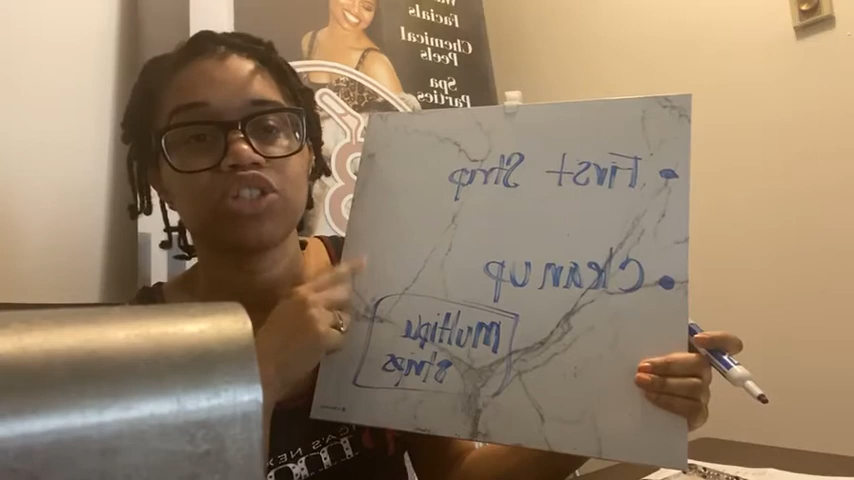 Facials
Chemical
Peels
Spa
Parties
• First Strip
• Clean up
Multiple
Strips